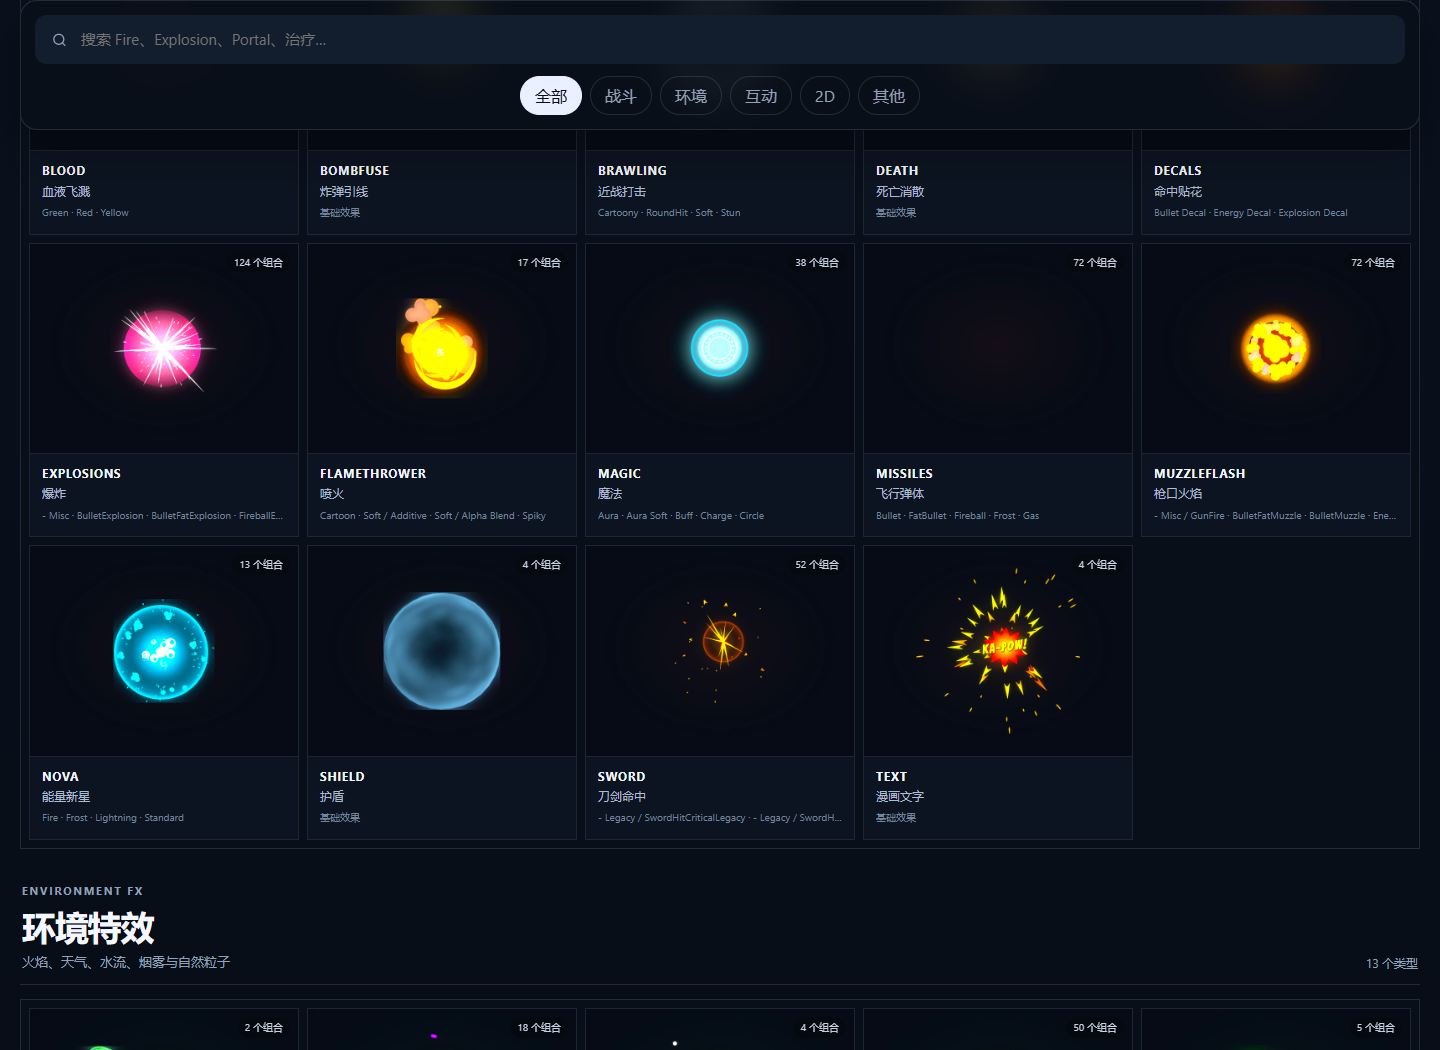 搜索 Fire、Explosion、Portal、治疗...
全部 战斗 环境 互动 2D 其他
BLOOD
血液飞溅
Green · Red · Yellow
BOMBFUSE
炸弹引线
基础效果
BRAWLING
近战打击
Cartoony · RoundHit · Soft · Stun
DEATH
死亡消散
基础效果
DECALS
命中贴花
Bullet Decal · Energy Decal · Explosion Decal
124 个组合
EXPLOSIONS
爆炸
- Misc · BulletExplosion · BulletFatExplosion · FireballE...
17 个组合
FLAMETHROWER
喷火
Cartoon · Soft / Additive · Soft / Alpha Blend · Spiky
38 个组合
MAGIC
魔法
Aura · Aura Soft · Buff · Charge · Circle
72 个组合
MISSILES
飞行弹体
Bullet · FatBullet · Fireball · Frost · Gas
72 个组合
MUZZLEFLASH
枪口火焰
- Misc / GunFire · BulletFatMuzzle · BulletMuzzle · Ene...
13 个组合
NOVA
能量新星
Fire · Frost · Lightning · Standard
4 个组合
SHIELD
护盾
基础效果
52 个组合
SWORD
刀剑命中
- Legacy / SwordHitCriticalLegacy · - Legacy / SwordH...
4 个组合
KA-POW!
TEXT
漫画文字
基础效果
ENVIRONMENT FX
环境特效
火焰、天气、水流、烟雾与自然粒子
13 个类型
2 个组合
18 个组合
4 个组合
50 个组合
5 个组合